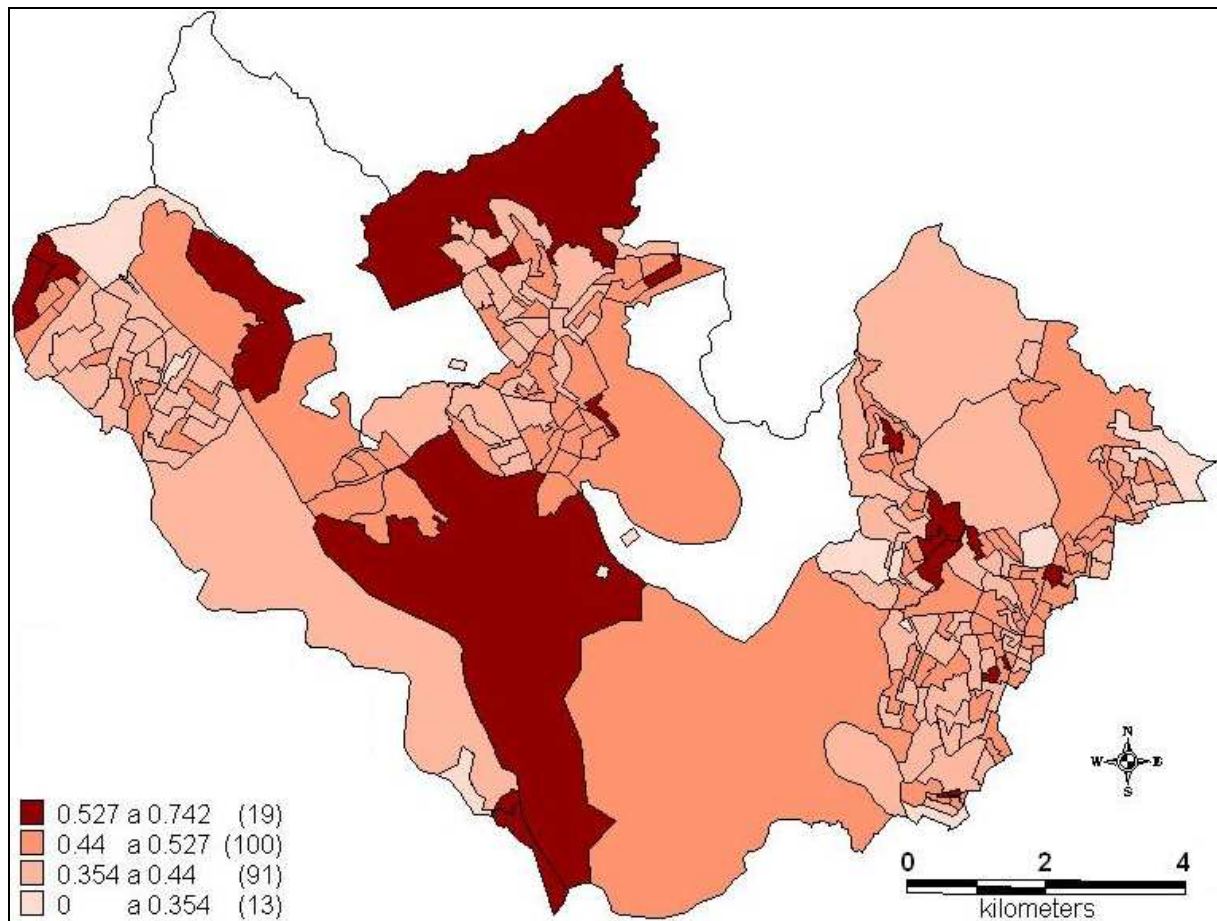 0.527 a 0.742 (19)
0.44 a 0.527 (100)
0.354 a 0.44 (91)
0 a 0.354 (13)
N
W E
S
0 2 4
kilometers